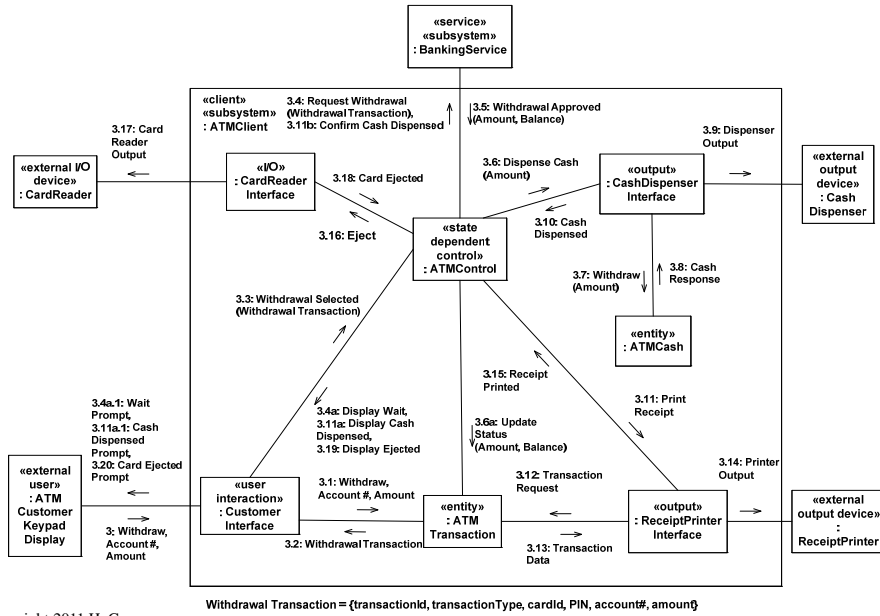 «service»
«subsystem»
: BankingService
«client»
«subsystem»
: ATMClient
3.4: Request Withdrawal
(Withdrawal Transaction),
3.11b: Confirm Cash Dispensed
3.5: Withdrawal Approved
(Amount, Balance)
3.17: Card
Reader
Output
3.9: Dispenser
Output
«external I/O
device»
: CardReader
«I/O»
: CardReader
Interface
3.18: Card Ejected
3.16: Eject
3.6: Dispense Cash
(Amount)
3.10: Cash
Dispensed
«output»
: CashDispenser
Interface
«external
output
device»
: Cash
Dispenser
«state
dependent
control»
: ATMControl
3.7: Withdraw
(Amount)
3.8: Cash
Response
3.3: Withdrawal Selected
(Withdrawal Transaction)
«entity»
: ATMCash
3.15: Receipt
Printed
3.11: Print
Receipt
3.4a.1: Wait
Prompt,
3.11a.1: Cash
Dispensed
Prompt,
3.20: Card Ejected
Prompt
3.4a: Display Wait,
3.11a: Display Cash
Dispensed,
3.19: Display Ejected
3.6a: Update
Status
(Amount, Balance)
«external
user»
: ATM
Customer
Keypad
Display
3: Withdraw,
Account #,
Amount
«user
interaction»
: Customer
Interface
3.1: Withdraw,
Account #, Amount
3.2: Withdrawal Transaction
«entity»
: ATM
Transaction
3.12: Transaction
Request
3.13: Transaction
Data
«output»
: ReceiptPrinter
Interface
3.14: Printer
Output
«external
output device»
:
ReceiptPrinter
Withdrawal Transaction = {transactionId, transactionType, cardId, PIN, account#, amount}
2011 H. G